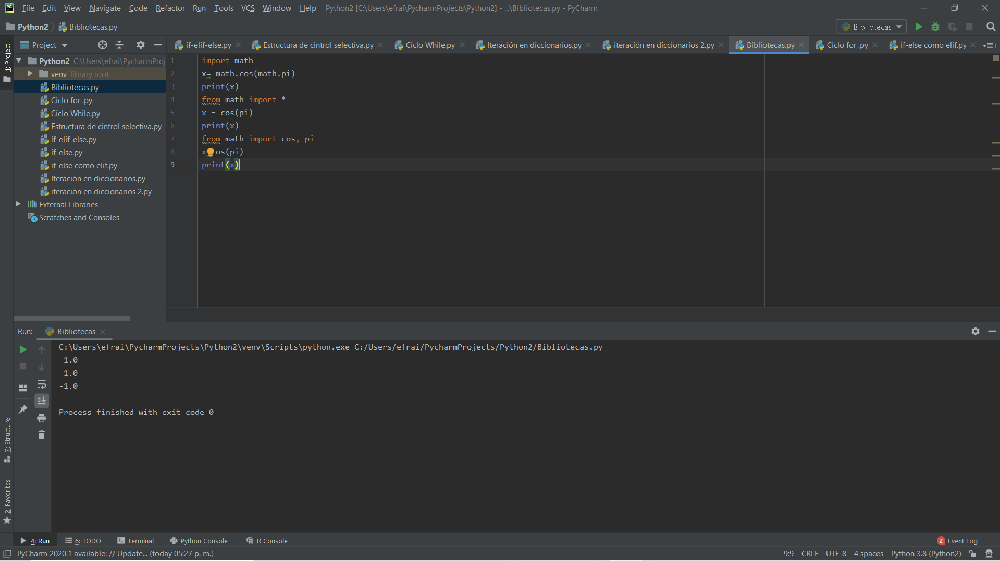 PC File Edit View Navigate Code Refactor Run Tools VCS Window Help Python2 [C:\Users\efrai\PycharmProjects\Python2] - ...\Bibliotecas.py - PyCharm
Python2 Bibliotecas.py Bibliotecas
Project
if-elif-else.py Estructura de cintrol selectiva.py Ciclo While.py Iteración en diccionarios.py iteración en diccionarios 2.py Bibliotecas.py Ciclo for .py if-else como elif.py 1
1: Project
Python2 C:\Users\efrai\PycharmProj
venv library root
Bibliotecas.py
Ciclo for .py
Ciclo While.py
Estructura de cintrol selectiva.py
if-elif-else.py
if-else.py
if-else como elif.py
Iteración en diccionarios.py
iteración en diccionarios 2.py
External Libraries
Scratches and Consoles
1 import math
2 x= math.cos(math.pi)
3 print(x)
4 from math import *
5 x = cos(pi)
6 print(x)
7 from math import cos, pi
8 x cos(pi)
9 print(x)
Run: Bibliotecas
C:\Users\efrai\PycharmProjects\Python2\venv\Scripts\python.exe C:/Users/efrai/PycharmProjects/Python2/Bibliotecas.py
-1.0
-1.0
-1.0
Process finished with exit code 0
7: Structure
2: Favorites
4: Run 6: TODO Terminal Python Console R Console 2 Event Log
PyCharm 2020.1 available: // Update... (today 05:27 p. m.) 9:9 CRLF UTF-8 4 spaces Python 3.8 (Python2)